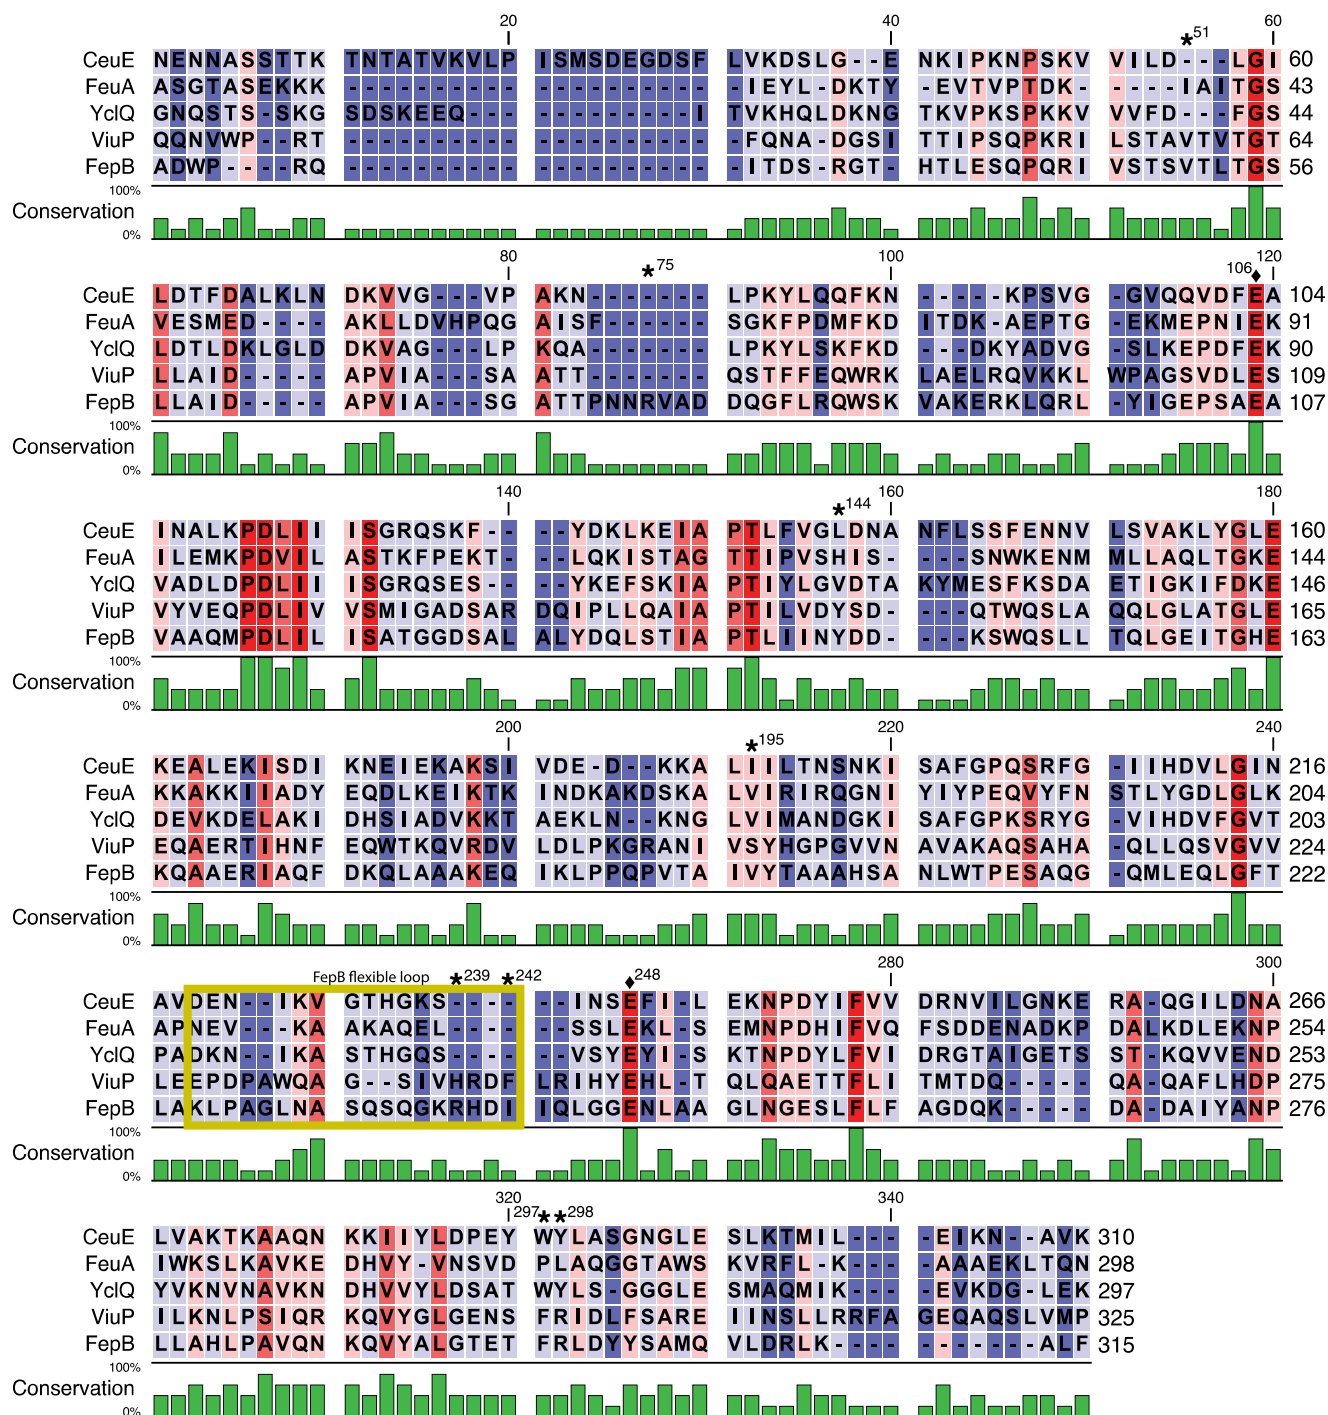 20 40 60
*51
CeuE NENNASSTTK TNTATVKVLP ISMSDEGDSF LVKDSLG--E NKIPKNPSKV VILD---LGI 60
FeuA ASGTASEKKK ---------- ---------- -IEYL-DKTY -EVTVPTDK- ----IAITGS 43
YclQ GNQSTS-SKG SDSKEEQ--- ---------I TVKHQLDKNG TKVPKSPKKV VVFD---FGS 44
ViuP QQNVWP--RT ---------- ---------- -FQNA-DGSI TTIPSQPKRI LSTAVTVTGT 64
FepB ADWP----RQ ---------- ---------- -ITDS-RGT- HTLESQPQRI VSTSVTLTGS 56
100%
Conservation
0%
80 100 120
*75 106♦
CeuE LDTFDALKLN DKVVG---VP AKN------- LPKYLQQFKN -----KPSVG -GVQQVDFEA 104
FeuA VESMED---- AKLLDVHPQG AISF------ SGKFPDMFKD ITDK-AEPTG -EKMEPNIEK 91
YclQ LDTLDKLGLD DKVAG---LP KQA------- LPKYLSKFKD ---DKYADVG -SLKEPDFEK 90
ViuP LLAID----- APVIA---SA ATT------- QSTFFEQWRK LAELRQVKKL WPAGSVDLES 109
FepB LLAID----- APVIA---SG ATTPNNRVAD DQGFLRQWSK VAKERKLQRL -YIGEPSAEA 107
100%
Conservation
0%
140 160 180
*144
CeuE INALKPDLII ISGRQSKF-- --YDKLKEIA PTLFVGLDNA NFLSSFENNV LSVAKLYGLE 160
FeuA ILEMKPDVIL ASTKFPEKT- --LQKISTAG TTIPVSHIS- ---SNWKENM MLLAQLTGKE 144
YclQ VADLDPDLII ISGRQSES-- --YKEFSKIA PTIYLGVDTA KYMESFKSDA ETIGKIFDKE 146
ViuP VYVEQPDLIV VSMIGADSAR DQIPLLQAIA PTILVDYSD- ---QTWQSLA QQLGLATGLE 165
FepB VAAQMPDLIL ISATGGDSAL ALYDQLSTIA PTLIINYDD- ---KSWQSLL TQLGEITGHE 163
100%
Conservation
0%
200 220 240
*195
CeuE KEALEKISDI KNEIEKAKSI VDE-D--KKA LIILTNSNKI SAFGPQSRFG -IIHDVLGIN 216
FeuA KKAKKIIADY EQDLKEIKTK INDKAKDSKA LVIRIRQGNI YIYPEQVYFN STLYGDLGLK 204
YclQ DEVKDELAKI DHSIADVKKT AEKLN--KNG LVIMANDGKI SAFGPKSRYG -VIHDVFGVT 203
ViuP EQAERTIHNF EQWTKQVRDV LDLPKGRANI VSYHGPGVVN AVAKAQSAHA -QLLQSVGVV 224
FepB KQAAERIAQF DKQLAAAKEQ IKLPPQPVTA IVYTAAAHSA NLWTPESAQG -QMLEQLGFT 222
100%
Conservation
0%
FepB flexible loop *239 *242 ♦248 280 300
CeuE AVDEN--IKV GTHGKS---- --INSEFI-L EKNPDYIFVV DRNVILGNKE RA-QGILDNA 266
FeuA APNEV---KA AKAQEL---- --SSLEKL-S EMNPDHIFVQ FSDDENADKP DALKDLEKNP 254
YclQ PADKN--IKA STHGQS---- --VSYEYI-S KTNPDYLFVI DRGTAIGETS ST-KQVVEND 253
ViuP LEEPDPAWQA G--SIVHRDF LRIHYEHL-T QLQAETTFLI TMTDQ----- QA-QAFLHDP 275
FepB LAKLPAGLNA SQSQGKRHDI IQLGGENLAA GLNGESLFLF AGDQK----- DA-DAIYANP 276
100%
Conservation
0%
320 340
297* *298
CeuE LVAKTKAAQN KKIIYLDPEY WYLASGNGLE SLKTMIL--- -EIKN--AVK 310
FeuA IWKSLKAVKE DHVY-VNSVD PLAQGGTAWS KVRFL-K--- -AAAEKLTQN 298
YclQ YVKNVNAVKN DHVVYLDSAT WYLS-GGGLE SMAQMIK--- -EVKDG-LEK 297
ViuP ILKNLPSIQR KQVYGLGENS FRIDLFSARE IINSLLRRFA GEQAQSLVMP 325
FepB LLAHLPAVQN KQVYALGTET FRLDYYSAMQ VLDRLK---- -------ALF 315
100%
Conservation
0%